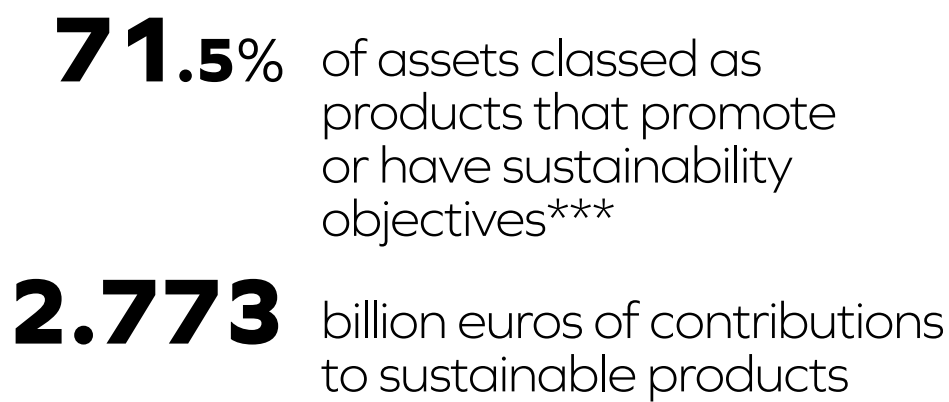 71.5% of assets classed as
products that promote
or have sustainability
objectives***
2.773 billion euros of contributions
to sustainable products